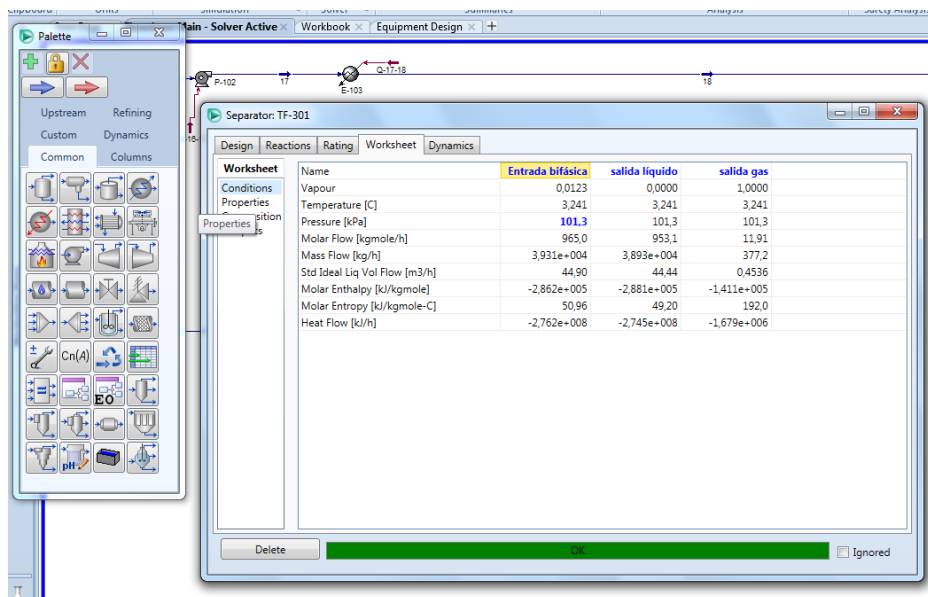 Main - Solver Active
Workbook
Equipment Design
+
Palette
Upstream Refining
Custom Dynamics
Common Columns
Cn(A)
EO
pH
P-102
17
Q-17-18
E-103
18
Separator: TF-301
Design Reactions Rating Worksheet Dynamics
Worksheet
Conditions
Properties
Properties
Name Entrada bifásica salida líquido salida gas
Vapour 0,0123 0,0000 1,0000
Temperature [C] 3,241 3,241 3,241
Pressure [kPa] 101,3 101,3 101,3
Molar Flow [kgmole/h] 965,0 953,1 11,91
Mass Flow [kg/h] 3,931e+004 3,893e+004 377,2
Std Ideal Liq Vol Flow [m3/h] 44,90 44,44 0,4536
Molar Enthalpy [kJ/kgmole] -2,862e+005 -2,881e+005 -1,411e+005
Molar Entropy [kJ/kgmole-C] 50,96 49,20 192,0
Heat Flow [kJ/h] -2,762e+008 -2,745e+008 -1,679e+006
Delete
OK
Ignored